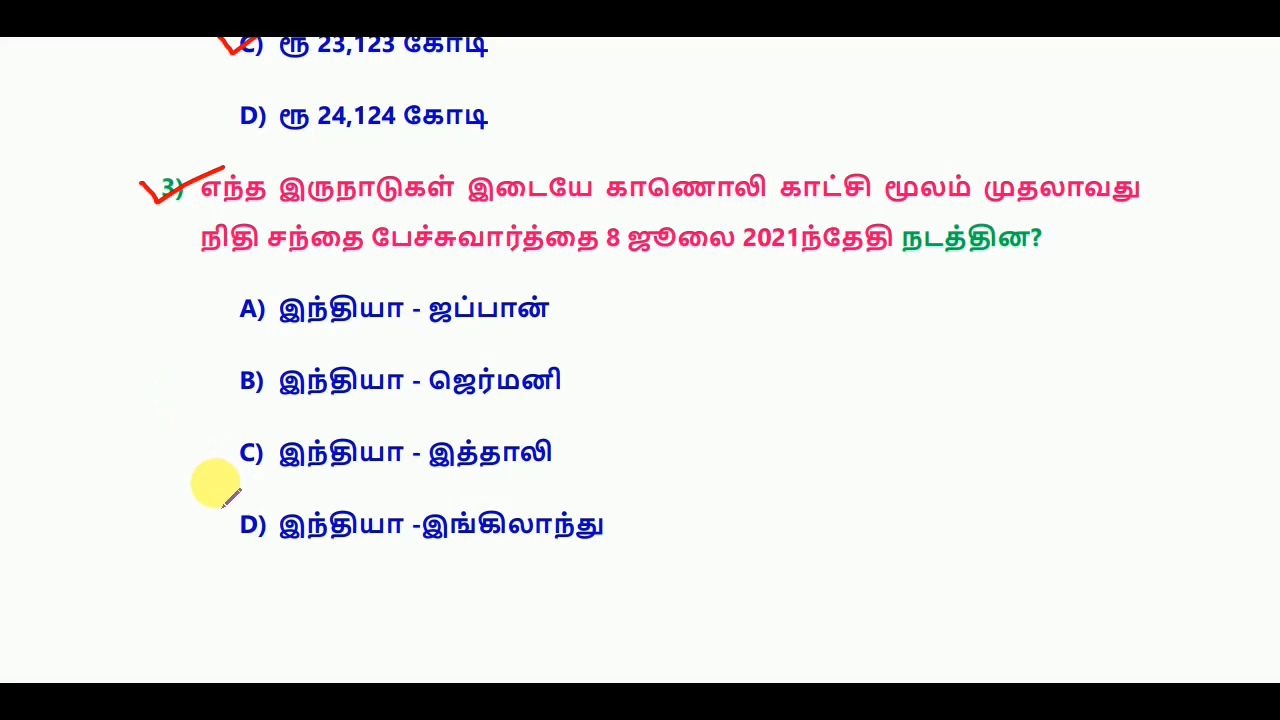 C) ரூ 23,123 கோடி
D) ரூ 24,124 கோடி
3) எந்த இருநாடுகள் இடையே காணொலி காட்சி மூலம் முதலாவது
நிதி சந்தை பேச்சுவார்த்தை 8 ஜூலை 2021ந்தேதி நடத்தின?
A) இந்தியா - ஜப்பான்
B) இந்தியா - ஜெர்மனி
C) இந்தியா - இத்தாலி
D) இந்தியா -இங்கிலாந்து